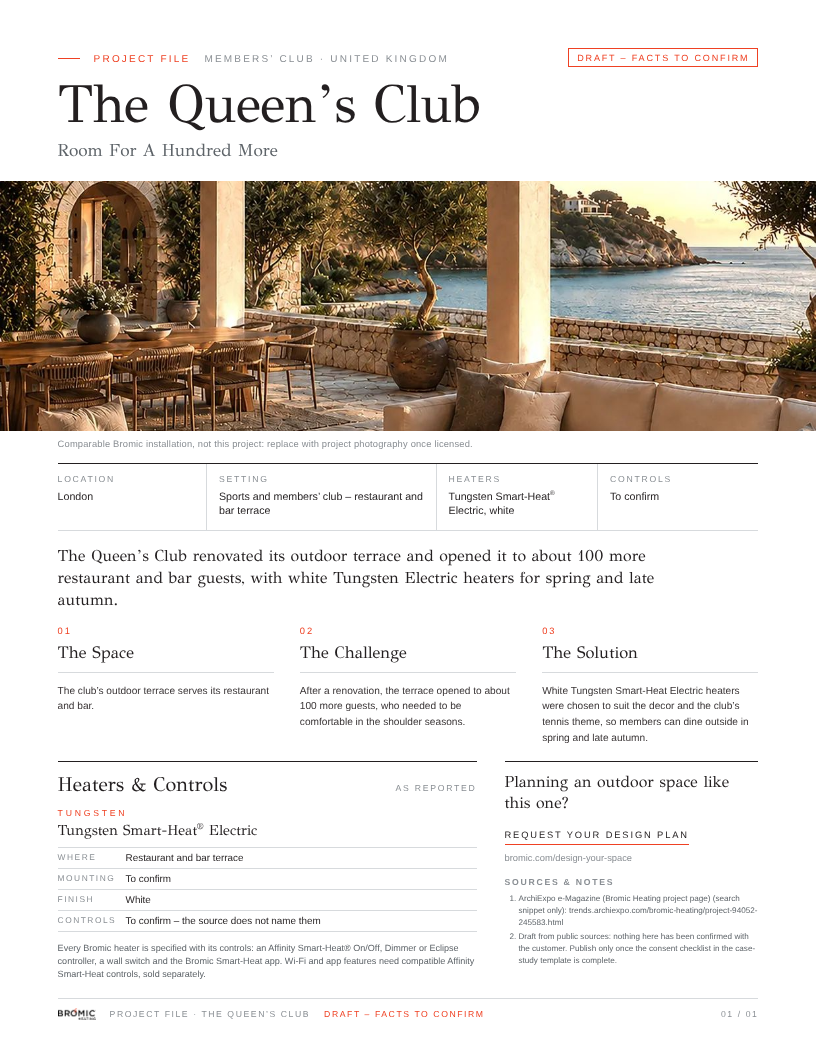 PROJECT FILE MEMBERS’ CLUB · UNITED KINGDOM
DRAFT – FACTS TO CONFIRM
The Queen’s Club
Room For A Hundred More
Comparable Bromic installation, not this project: replace with project photography once licensed.
LOCATION
London
SETTING
Sports and members’ club – restaurant and
bar terrace
HEATERS
Tungsten Smart-Heat®
Electric, white
CONTROLS
To confirm
The Queen’s Club renovated its outdoor terrace and opened it to about 100 more
restaurant and bar guests, with white Tungsten Electric heaters for spring and late
autumn.
01
The Space
The club’s outdoor terrace serves its restaurant
and bar.
02
The Challenge
After a renovation, the terrace opened to about
100 more guests, who needed to be
comfortable in the shoulder seasons.
03
The Solution
White Tungsten Smart-Heat Electric heaters
were chosen to suit the decor and the club’s
tennis theme, so members can dine outside in
spring and late autumn.
Heaters & Controls
AS REPORTED
TUNGSTEN
Tungsten Smart-Heat® Electric
WHERE Restaurant and bar terrace
MOUNTING To confirm
FINISH White
CONTROLS To confirm – the source does not name them
Every Bromic heater is specified with its controls: an Affinity Smart-Heat® On/Off, Dimmer or Eclipse
controller, a wall switch and the Bromic Smart-Heat app. Wi-Fi and app features need compatible Affinity
Smart-Heat controls, sold separately.
Planning an outdoor space like
this one?
REQUEST YOUR DESIGN PLAN
bromic.com/design-your-space
SOURCES & NOTES
1. ArchiExpo e-Magazine (Bromic Heating project page) (search
snippet only): trends.archiexpo.com/bromic-heating/project-94052-
245583.html
2. Draft from public sources: nothing here has been confirmed with
the customer. Publish only once the consent checklist in the case-
study template is complete.
BROMIC
HEATING
PROJECT FILE · THE QUEEN’S CLUB DRAFT – FACTS TO CONFIRM
01 / 01